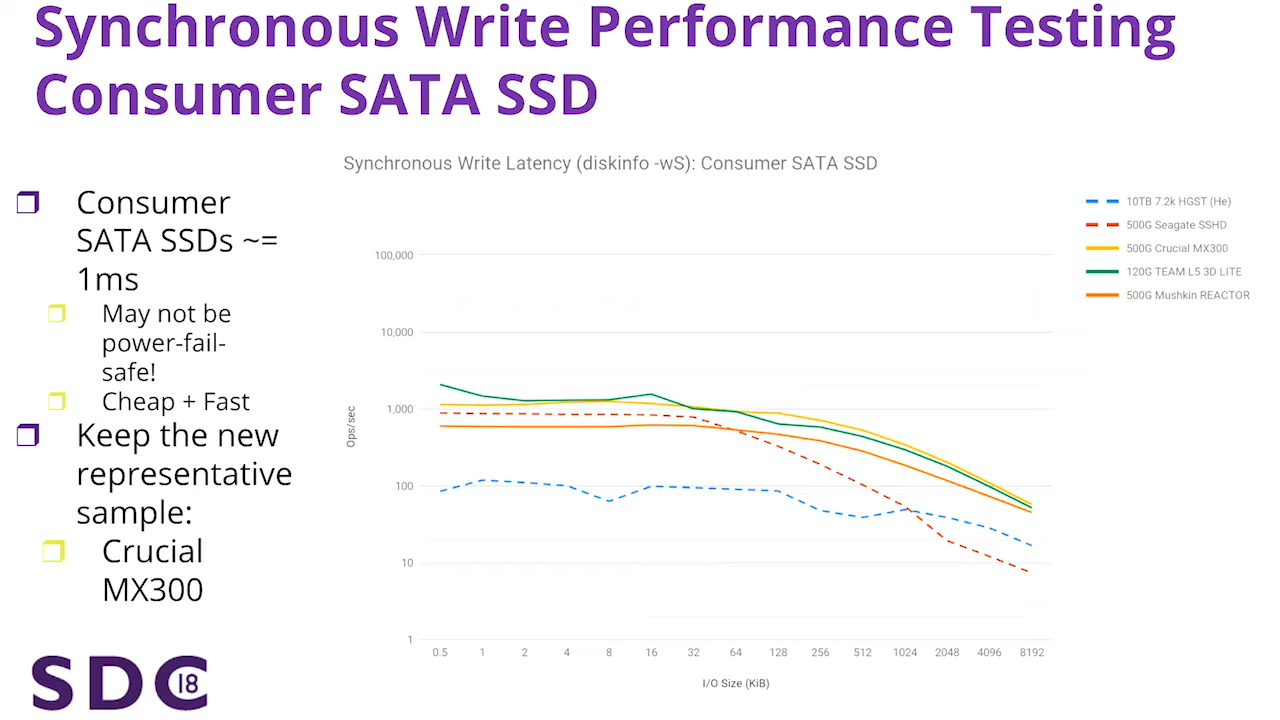 Synchronous Write Performance Testing
Consumer SATA SSD
Consumer
SATA SSDs ~=
1ms
May not be
power-fail-
safe!
Cheap + Fast
Keep the new
representative
sample:
Crucial
MX300
SDC
18
Synchronous Write Latency (diskinfo -wS): Consumer SATA SSD
10TB 7.2k HGST (He)
500G Seagate SSHD
500G Crucial MX300
120G TEAM L5 3D LITE
500G Mushkin REACTOR
Ops/sec
100,000
10,000
1,000
100
10
1
0.5 1 2 4 8 16 32 64 128 256 512 1024 2048 4096 8192
I/O Size (KiB)